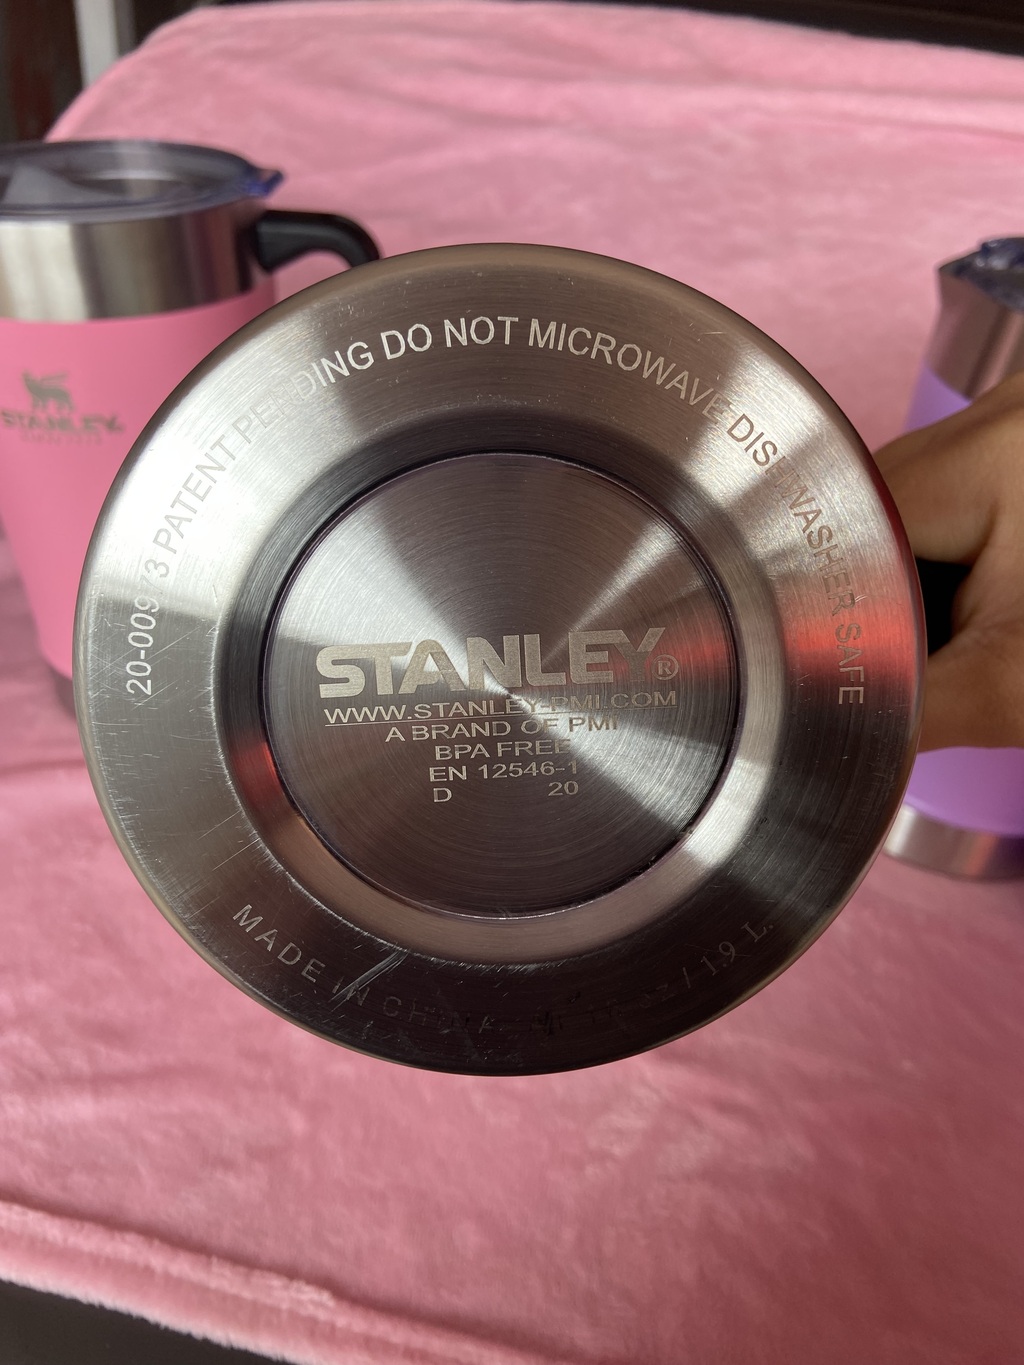 STANLEY
20-00973 PATENT PENDING DO NOT MICROWAVE DISHWASHER SAFE
STANLEY®
WWW.STANLEY-PMI.COM
A BRAND OF PMI
BPA FREE
EN 12546-1
D 20
MADE IN CHINA oz / 1.9 L.